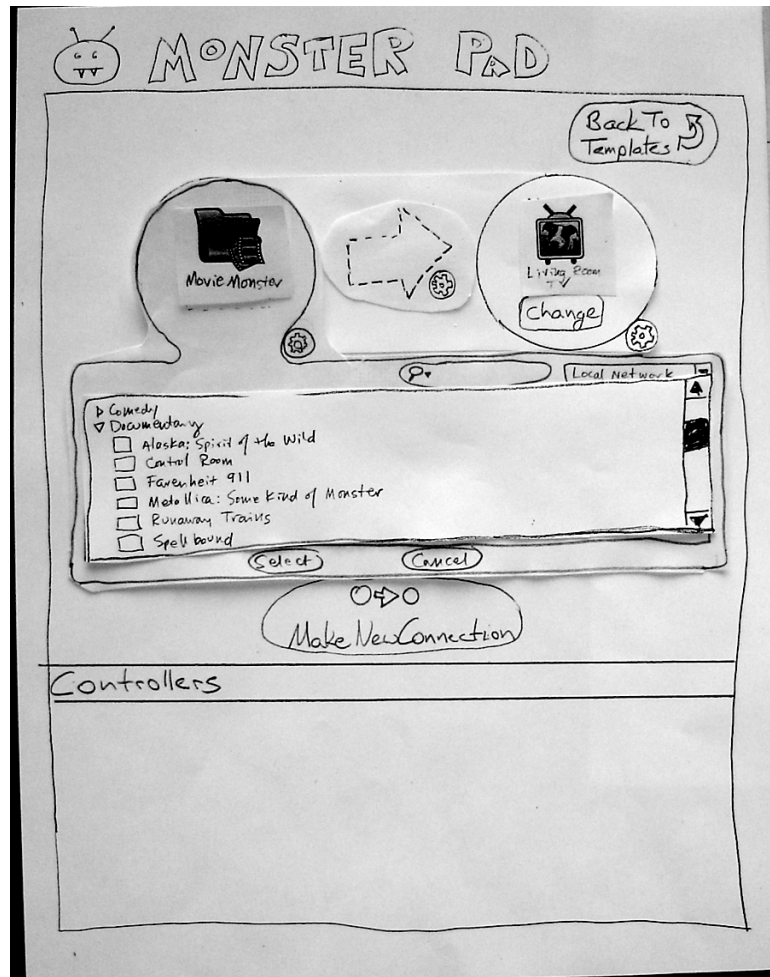 MONSTER PAD
Back To
Templates
Movie Monster
Living Room
TV
Change
Local Network
Comedy
Documentary
Alaska: Spirit of the Wild
Control Room
Farenheit 911
Metallica: Some Kind of Monster
Runaway Trains
Spellbound
Select
Cancel
Make New Connection
Controllers